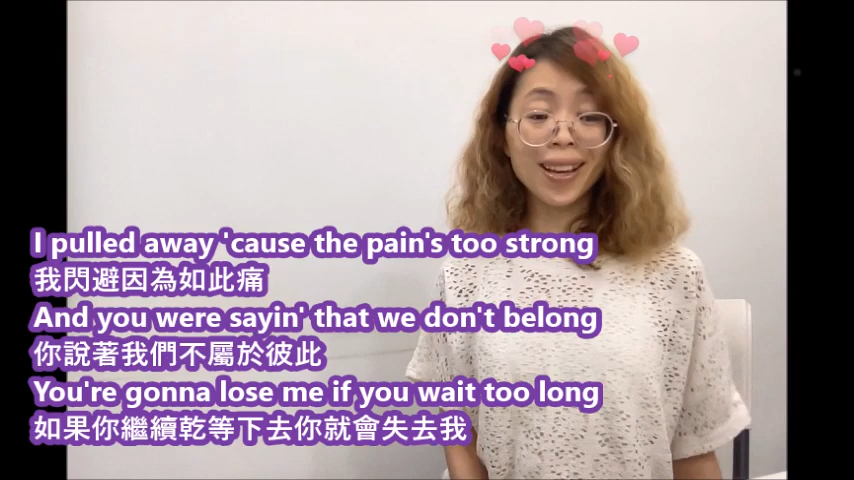 I pulled away 'cause the pain's too strong
我閃避因為如此痛
And you were sayin' that we don't belong
你說著我們不屬於彼此
You're gonna lose me if you wait too long
如果你繼續乾等下去你就會失去我